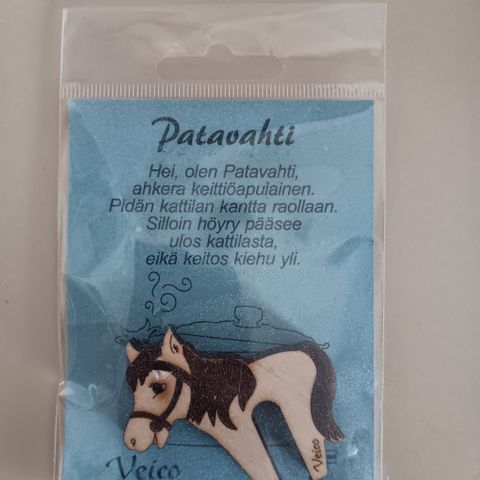 Patavahti
Hei, olen Patavahti,
ahkera keittiöapulainen.
Pidän kattilan kantta raollaan.
Silloin höyry pääsee
ulos kattilasta,
eikä keitos kiehu yli.
Veico
Veico